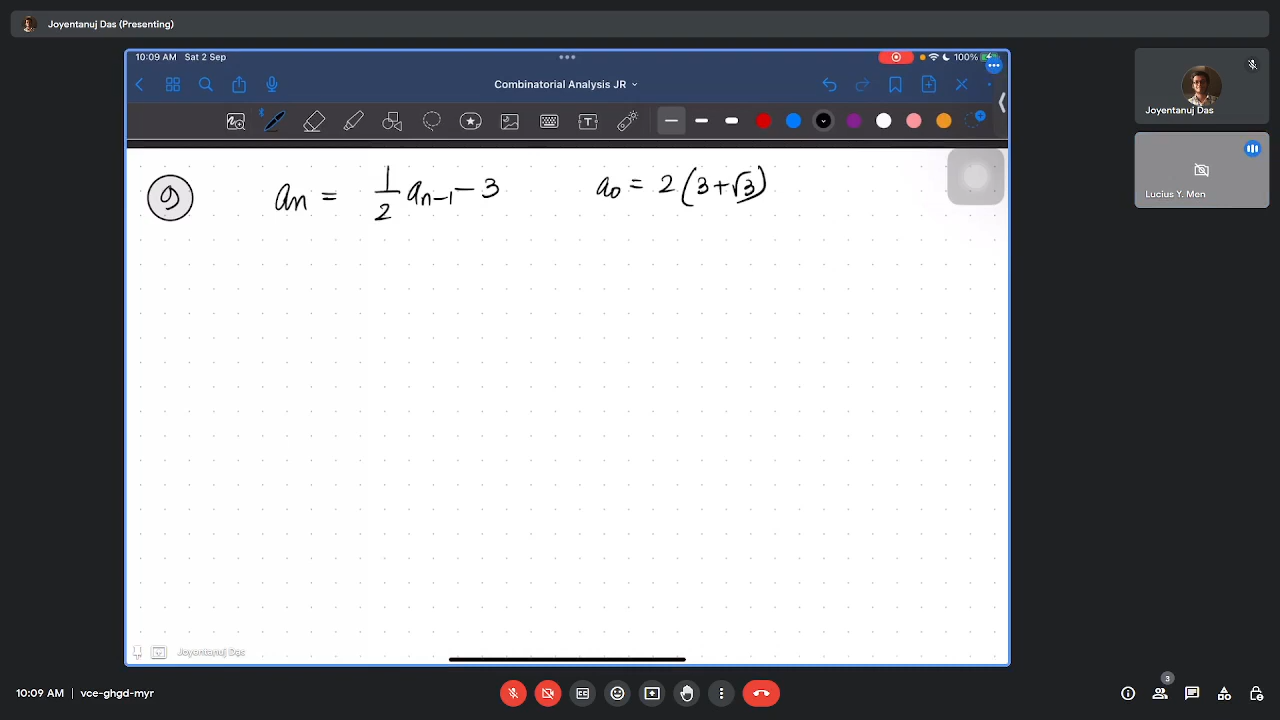 Joyentanuj Das (Presenting)
10:09 AM Sat 2 Sep
100%
Combinatorial Analysis JR
Joyentanuj Das
Lucius Y. Men
9 aₙ = 1/2 aₙ₋₁ − 3 a₀ = 2(3+√3)
Joyentanuj Das
10:09 AM | vce-ghgd-myr
3